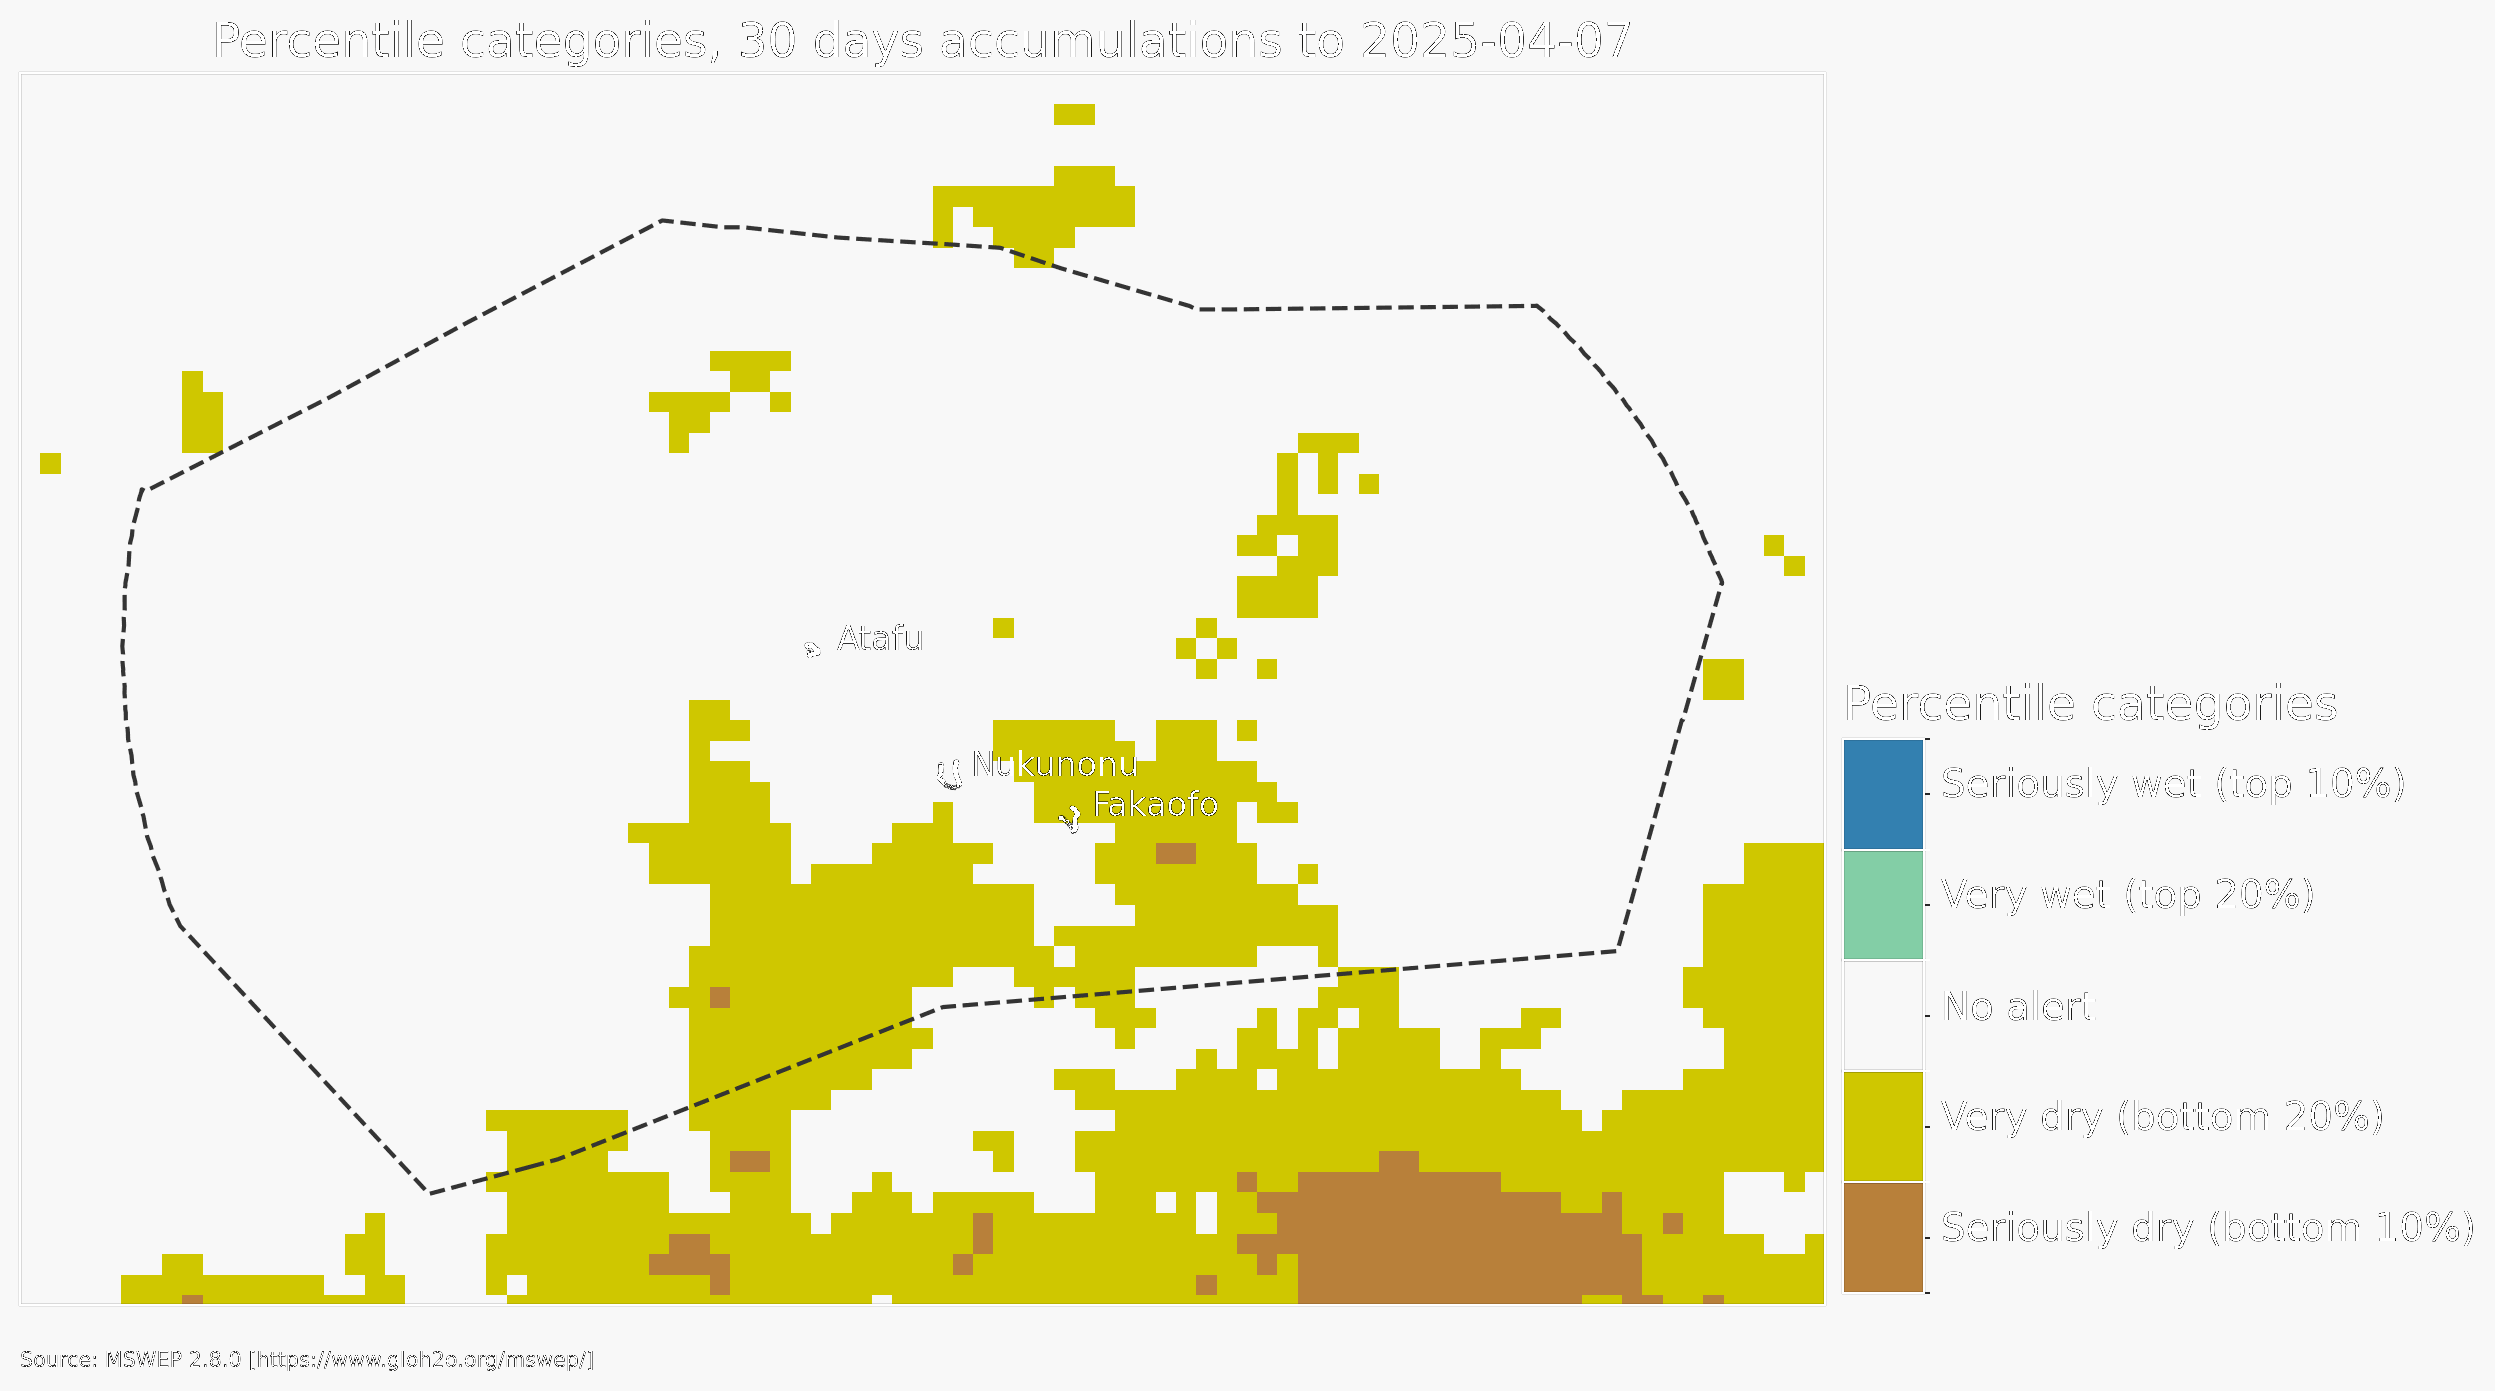 Percentile categories, 30 days accumulations to 2025-04-07
Atafu
Nukunonu
Fakaofo
Percentile categories
Seriously wet (top 10%)
Very wet (top 20%)
No alert
Very dry (bottom 20%)
Seriously dry (bottom 10%)
Source: MSWEP 2.8.0 [https://www.gloh2o.org/mswep/]